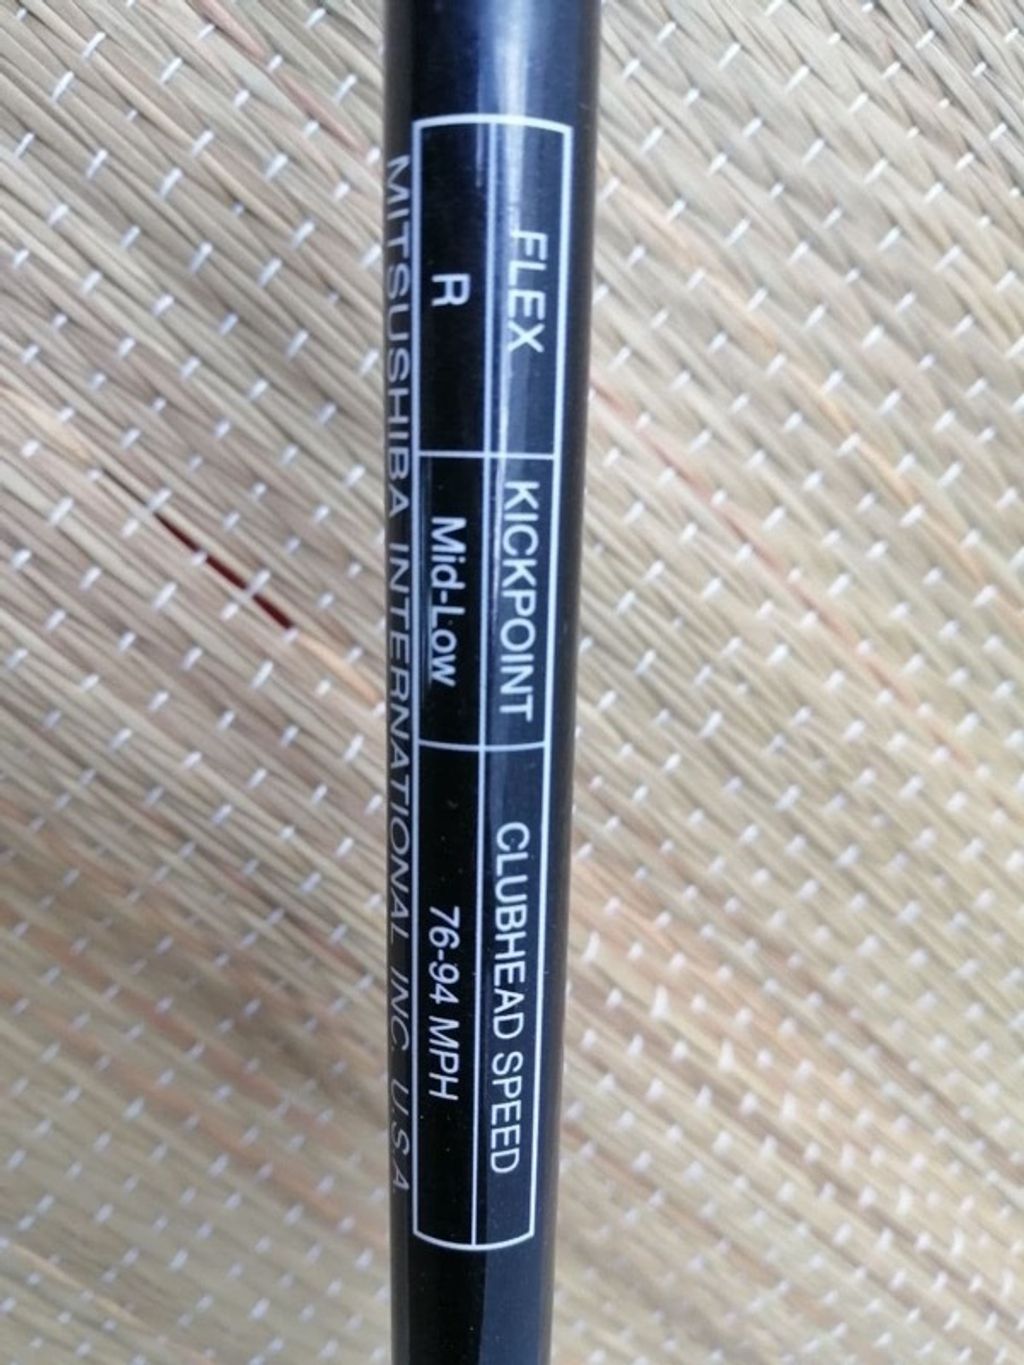 FLEX KICKPOINT CLUBHEAD SPEED
R Mid-Low 76-94 MPH
MITSUSHIBA INTERNATIONAL INC. U.S.A.